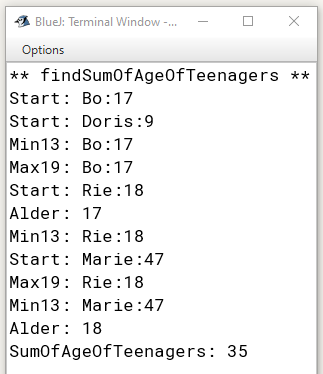 BlueJ: Terminal Window -...
Options
** findSumOfAgeOfTeenagers **
Start: Bo:17
Start: Doris:9
Min13: Bo:17
Max19: Bo:17
Start: Rie:18
Alder: 17
Min13: Rie:18
Start: Marie:47
Max19: Rie:18
Min13: Marie:47
Alder: 18
SumOfAgeOfTeenagers: 35